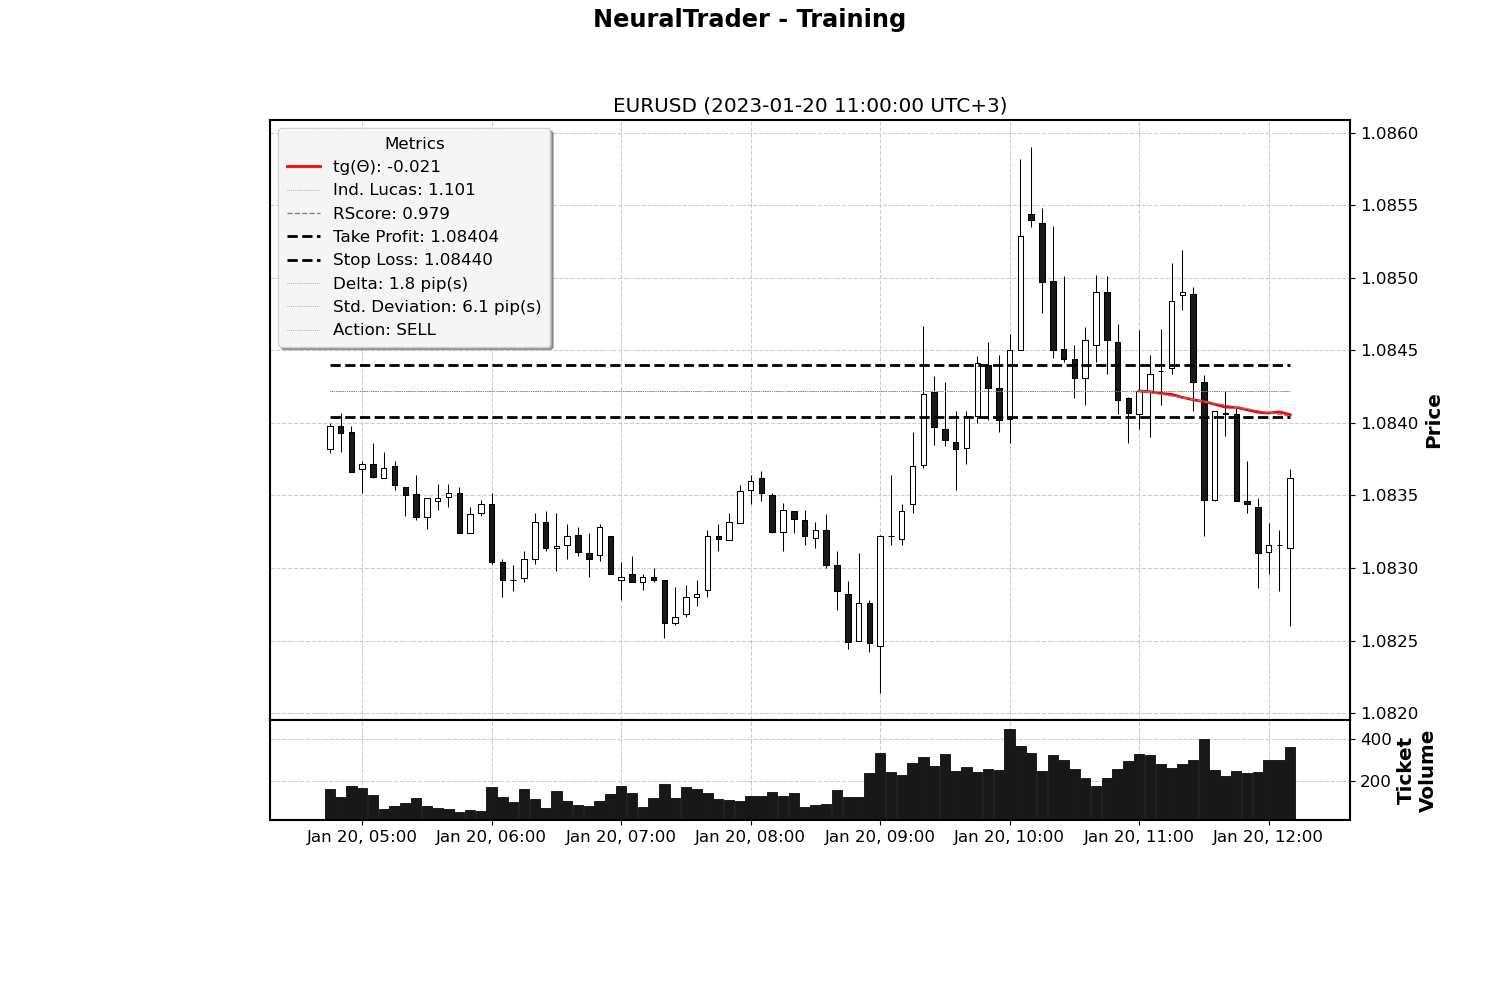 NeuralTrader - Training
EURUSD (2023-01-20 11:00:00 UTC+3)
Metrics
tg(Θ): -0.021
Ind. Lucas: 1.101
RScore: 0.979
Take Profit: 1.08404
Stop Loss: 1.08440
Delta: 1.8 pip(s)
Std. Deviation: 6.1 pip(s)
Action: SELL
1.0860
1.0855
1.0850
1.0845
1.0840
1.0835
1.0830
1.0825
1.0820
Price
400
200
Ticket
Volume
Jan 20, 05:00 Jan 20, 06:00 Jan 20, 07:00 Jan 20, 08:00 Jan 20, 09:00 Jan 20, 10:00 Jan 20, 11:00 Jan 20, 12:00